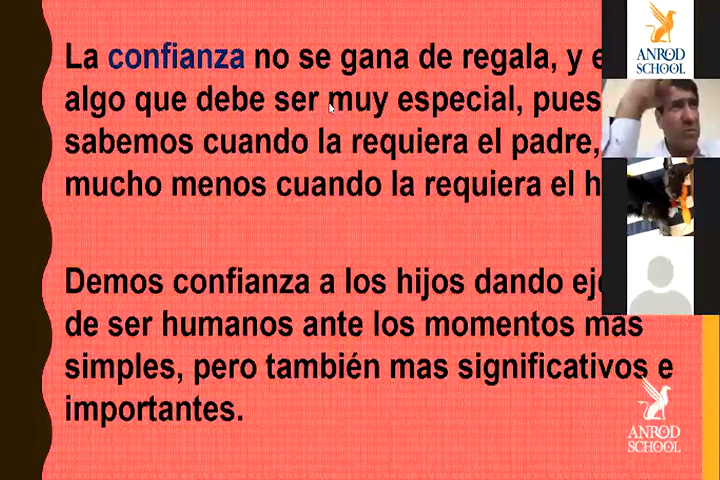 La confianza no se gana de regala, y
algo que debe ser muy especial, pues
sabemos cuando la requiera el padre,
mucho menos cuando la requiera el
Demos confianza a los hijos dando
de ser humanos ante los momentos mas
simples, pero también mas significativos e
importantes.
ANROD
SCHOOL
ANROD
SCHOOL